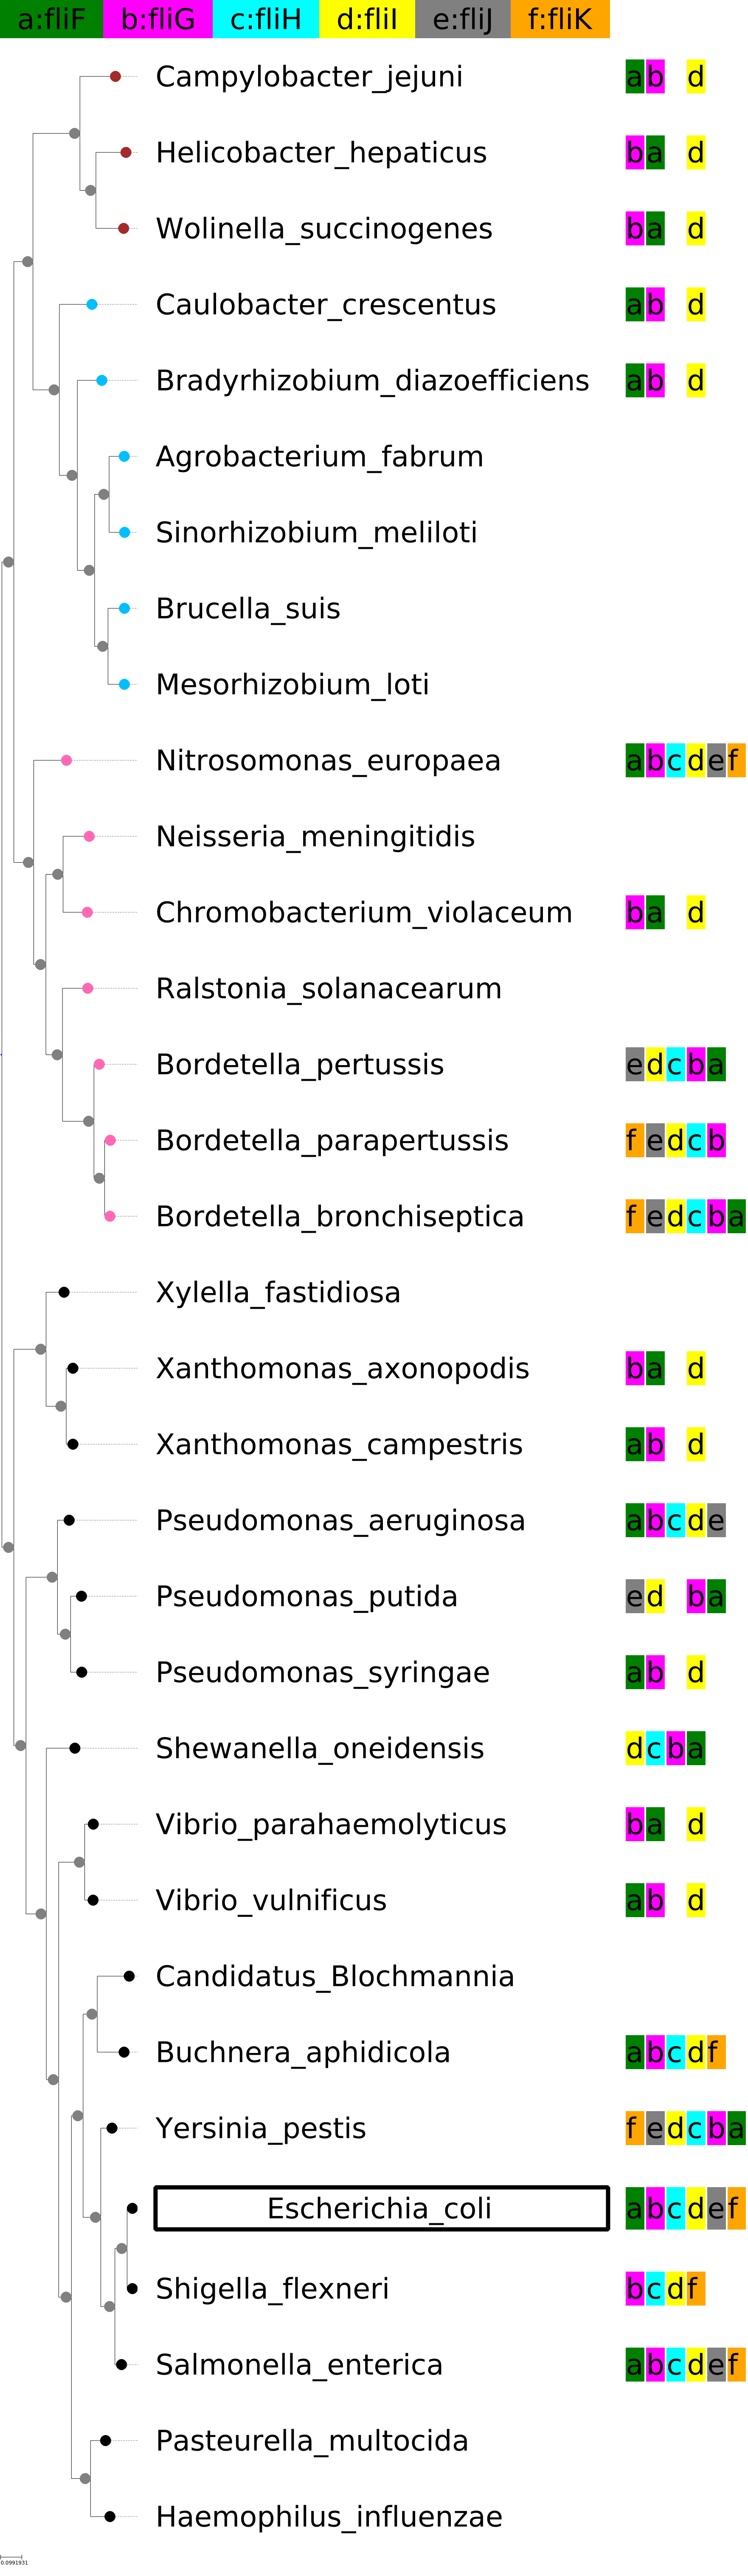 a:fliF b:fliG c:fliH d:fliI e:fliJ f:fliK
Campylobacter_jejuni ab d
Helicobacter_hepaticus ba d
Wolinella_succinogenes ba d
Caulobacter_crescentus ab d
Bradyrhizobium_diazoefficiens ab d
Agrobacterium_fabrum
Sinorhizobium_meliloti
Brucella_suis
Mesorhizobium_loti
Nitrosomonas_europaea abcdef
Neisseria_meningitidis
Chromobacterium_violaceum ba d
Ralstonia_solanacearum
Bordetella_pertussis edcba
Bordetella_parapertussis fedcb
Bordetella_bronchiseptica fedcba
Xylella_fastidiosa
Xanthomonas_axonopodis ba d
Xanthomonas_campestris ab d
Pseudomonas_aeruginosa abcde
Pseudomonas_putida ed ba
Pseudomonas_syringae ab d
Shewanella_oneidensis dcba
Vibrio_parahaemolyticus ba d
Vibrio_vulnificus ab d
Candidatus_Blochmannia
Buchnera_aphidicola abcdf
Yersinia_pestis fedcba
Escherichia_coli abcdef
Shigella_flexneri bcdf
Salmonella_enterica abcdef
Pasteurella_multocida
Haemophilus_influenzae
0.0991931